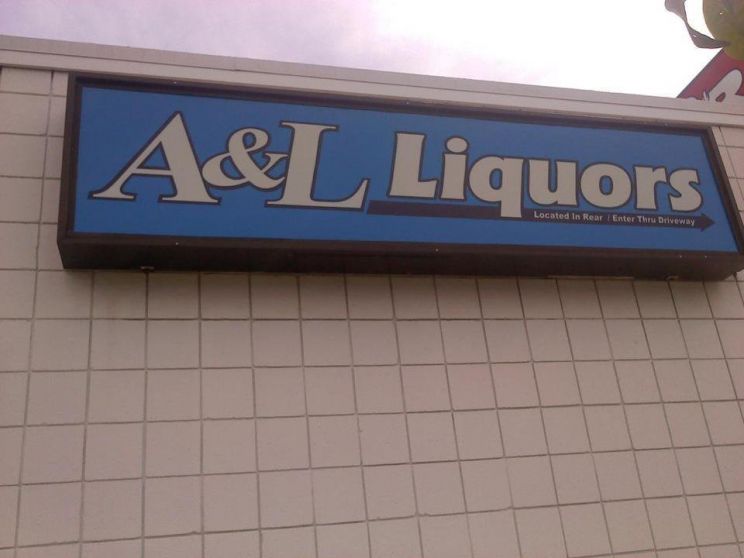 A&L Liquors
Located In Rear / Enter Thru Driveway